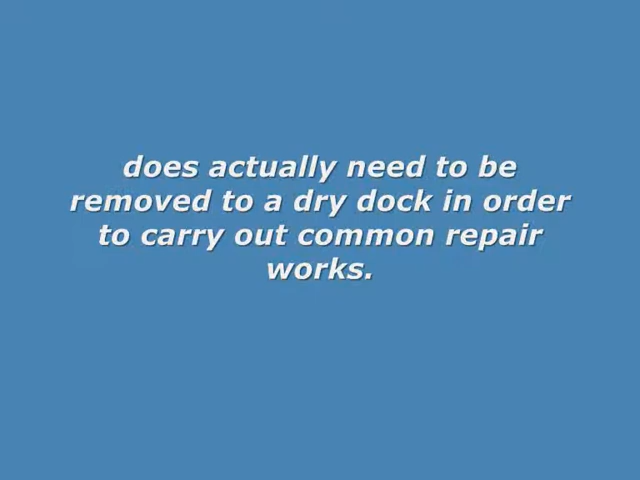 does actually need to be
removed to a dry dock in order
to carry out common repair
works.